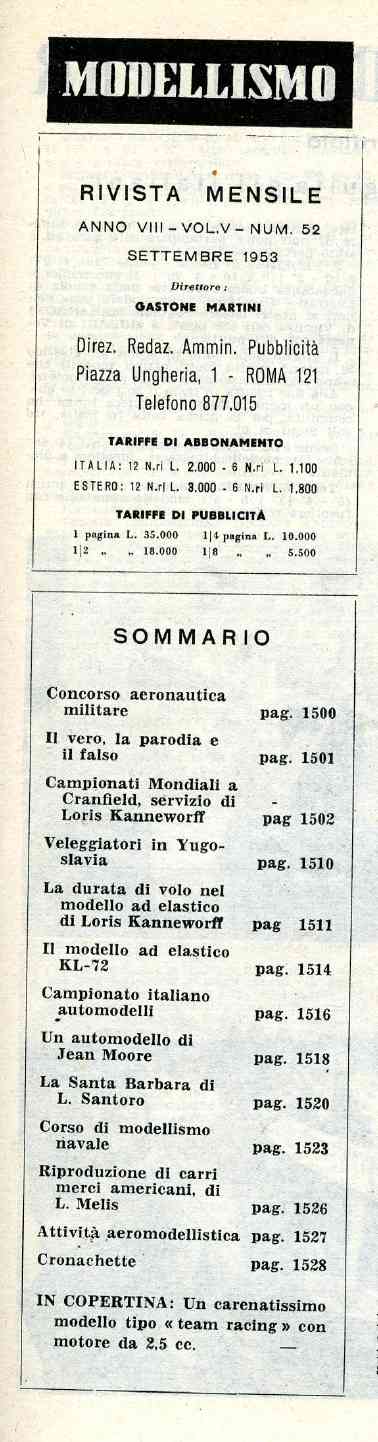 MODELLISMO
RIVISTA MENSILE
ANNO VIII - VOL.V - NUM. 52
SETTEMBRE 1953
Direttore:
GASTONE MARTINI
Direz. Redaz. Ammin. Pubblicità
Piazza Ungheria, 1 - ROMA 121
Telefono 877.015
TARIFFE DI ABBONAMENTO
ITALIA: 12 N.ri L. 2.000 - 6 N.ri L. 1.100
ESTERO: 12 N.ri L. 3.000 - 6 N.ri L. 1.800
TARIFFE DI PUBBLICITÀ
1 pagina L. 35.000 1|4 pagina L. 10.000
1|2 „ „ 18.000 1|8 „ „ 5.500
SOMMARIO
Concorso aeronautica
militare pag. 1500
Il vero, la parodia e
il falso pag. 1501
Campionati Mondiali a
Cranfield, servizio di
Loris Kanneworff pag 1502
Veleggiatori in Yugo-
slavia pag. 1510
La durata di volo nel
modello ad elastico
di Loris Kanneworff pag 1511
Il modello ad elastico
KL-72 pag. 1514
Campionato italiano
automodelli pag. 1516
Un automodello di
Jean Moore pag. 1518
La Santa Barbara di
L. Santoro pag. 1520
Corso di modellismo
navale pag. 1523
Riproduzione di carri
merci americani, di
L. Melis pag. 1526
Attività aeromodellistica pag. 1527
Cronachette pag. 1528
IN COPERTINA: Un carenatissimo
modello tipo « team racing » con
motore da 2,5 cc. —